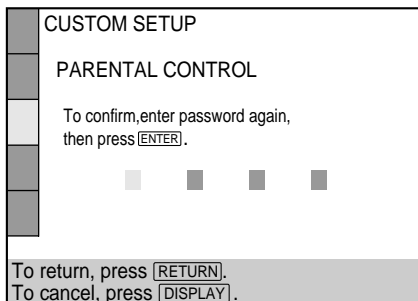 CUSTOM SETUP
PARENTAL CONTROL
To confirm,enter password again,
then press ENTER.
To return, press RETURN.
To cancel, press DISPLAY.